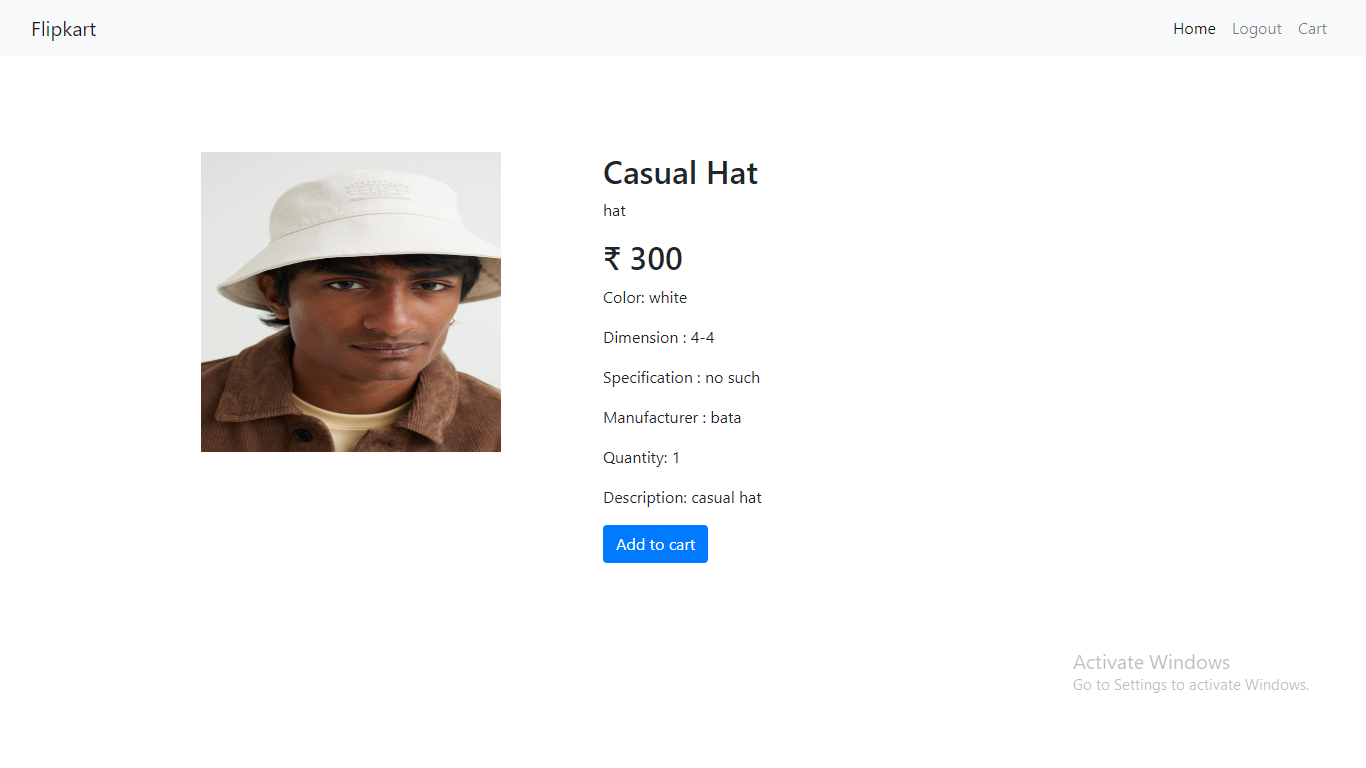 Flipkart
Home Logout Cart
Casual Hat
hat
₹ 300
Color: white
Dimension : 4-4
Specification : no such
Manufacturer : bata
Quantity: 1
Description: casual hat
Add to cart
Activate Windows
Go to Settings to activate Windows.